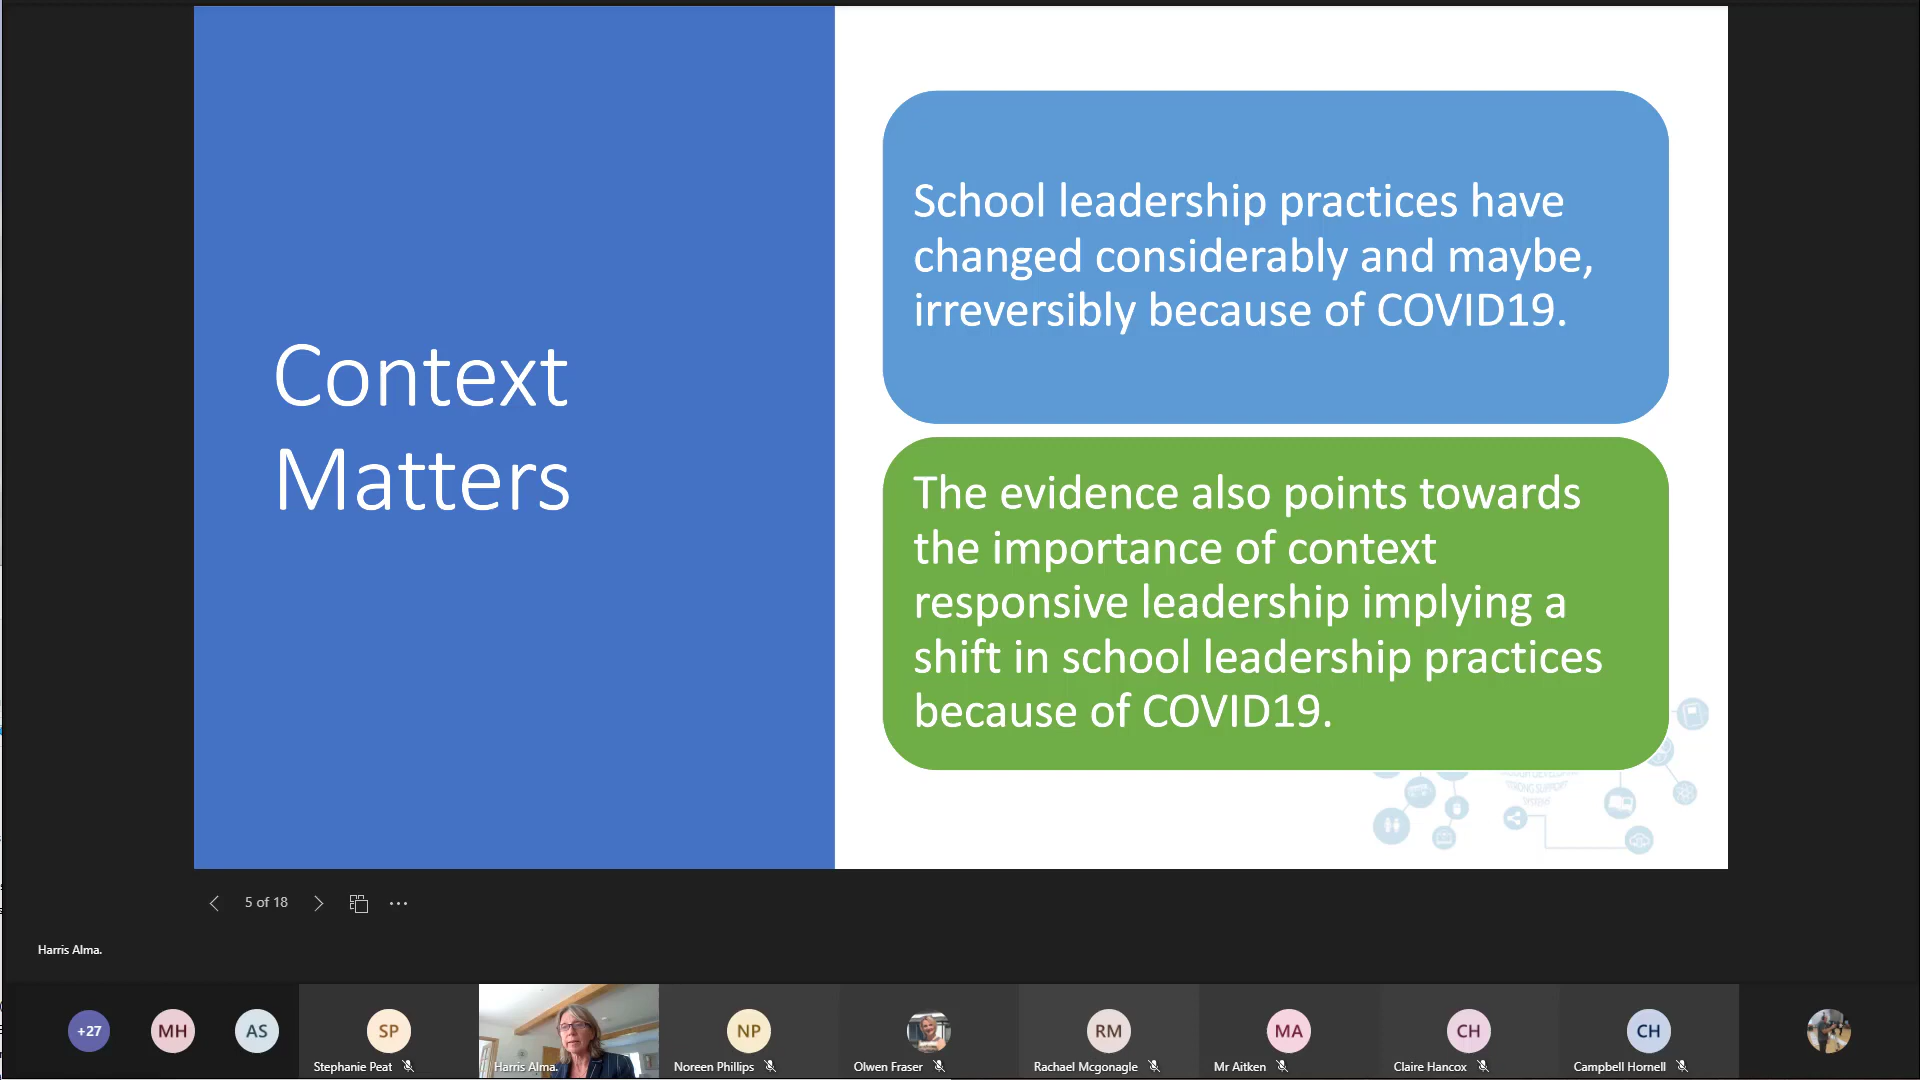 Context
Matters
School leadership practices have
changed considerably and maybe,
irreversibly because of COVID19.
The evidence also points towards
the importance of context
responsive leadership implying a
shift in school leadership practices
because of COVID19.
STRONG SUPPORT
SYSTEMS
5 of 18
Harris Alma.
+27
MH
AS
SP
NP
RM
MA
CH
CH
Stephanie Peat
Harris Alma.
Noreen Phillips
Olwen Fraser
Rachael Mcgonagle
Mr Aitken
Claire Hancox
Campbell Hornell